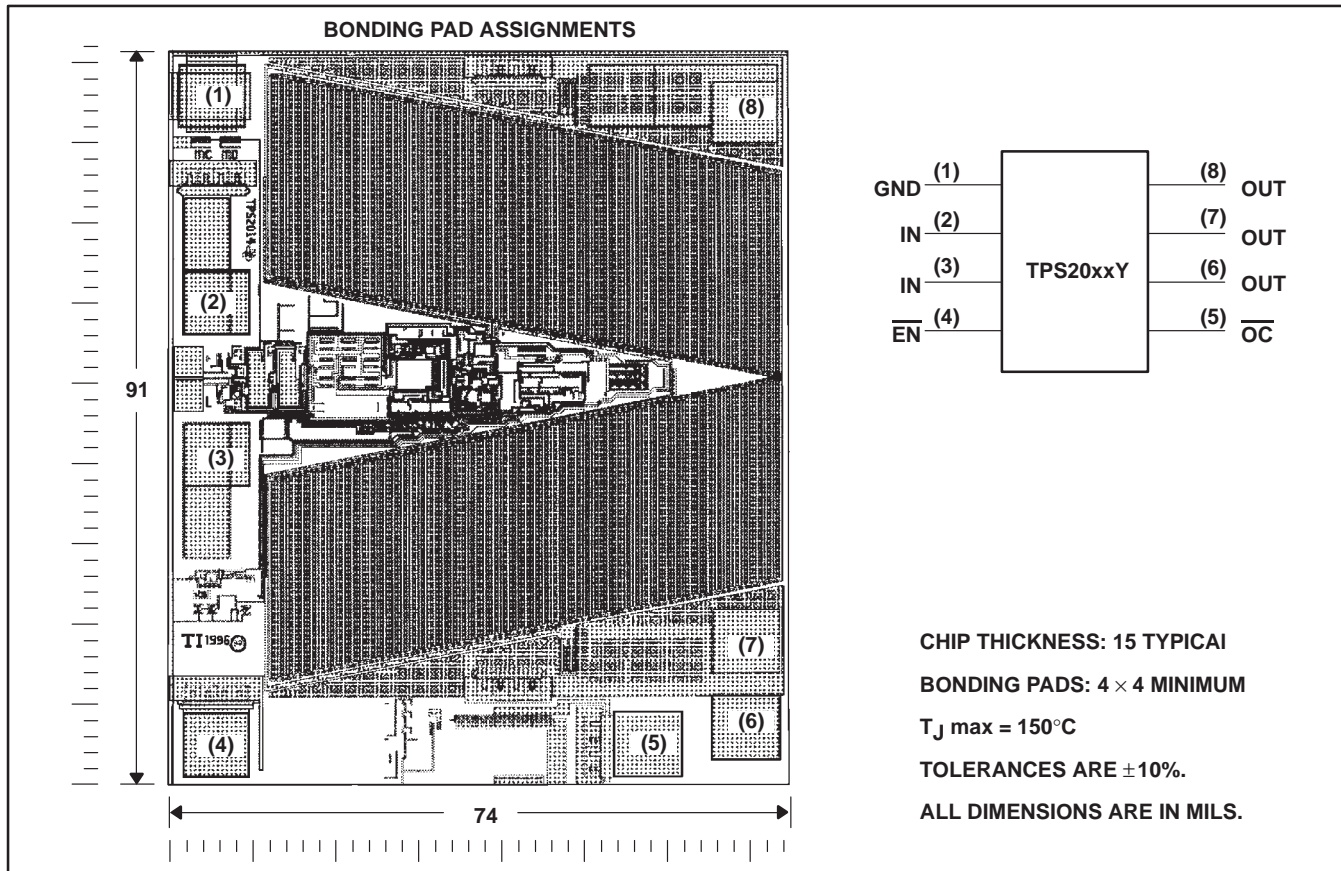 BONDING PAD ASSIGNMENTS
(1)
(8)
TPS2014
(2)
91
(3)
TI 1996
(7)
(4)
(5)
(6)
74
GND (1)
IN (2)
IN (3)
EN (4)
TPS20xxY
(8) OUT
(7) OUT
(6) OUT
(5) OC
CHIP THICKNESS: 15 TYPICAl
BONDING PADS: 4 × 4 MINIMUM
TJ max = 150°C
TOLERANCES ARE ±10%.
ALL DIMENSIONS ARE IN MILS.